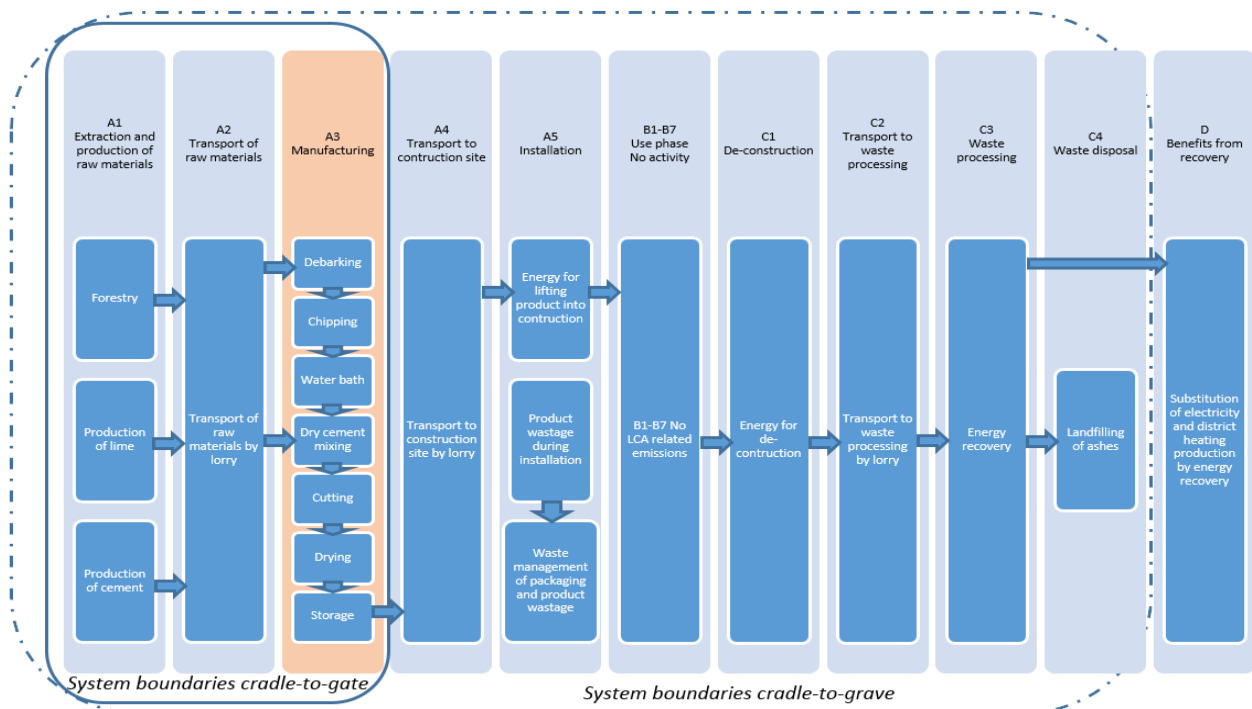 A1
Extraction and
production of
raw materials
A2
Transport of
raw materials
A3
Manufacturing
A4
Transport to
contruction site
A5
Installation
B1-B7
Use phase
No activity
C1
De-construction
C2
Transport to
waste
processing
C3
Waste
processing
C4
Waste disposal
D
Benefits from
recovery
Forestry
Production
of lime
Production
of cement
Transport of
raw
materials by
lorry
Debarking
Chipping
Water bath
Dry cement
mixing
Cutting
Drying
Storage
Transport to
construction
site by lorry
Energy for
lifting
product into
contruction
Product
wastage
during
installation
Waste
management
of packaging
and product
wastage
B1-B7 No
LCA related
emissions
Energy for
de-
contruction
Transport to
waste
processing
by lorry
Energy
recovery
Landfilling
of ashes
Substitution
of electricity
and district
heating
production
by energy
recovery
System boundaries cradle-to-gate
System boundaries cradle-to-grave